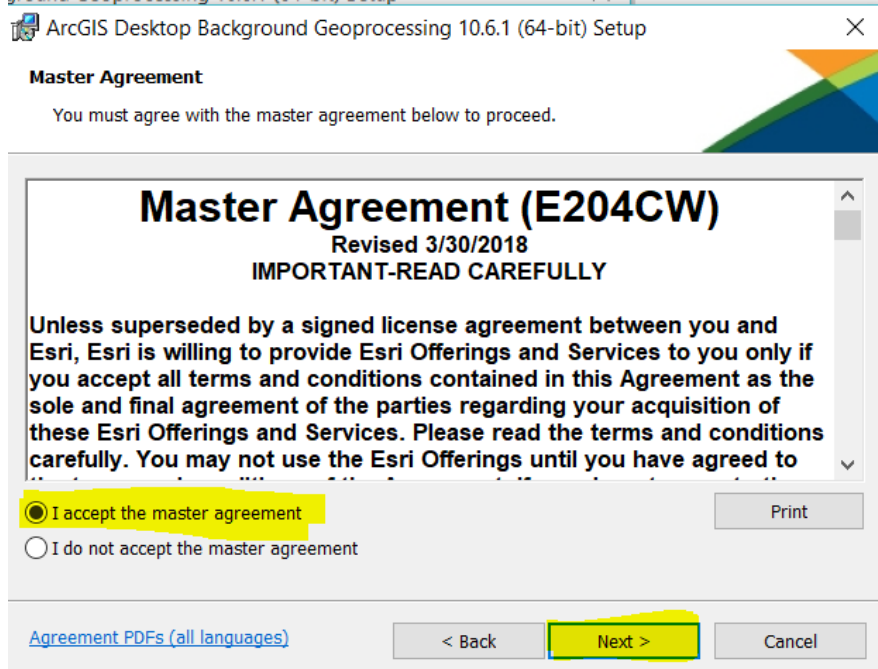 ArcGIS Desktop Background Geoprocessing 10.6.1 (64-bit) Setup
Master Agreement
You must agree with the master agreement below to proceed.
Master Agreement (E204CW)
Revised 3/30/2018
IMPORTANT-READ CAREFULLY
Unless superseded by a signed license agreement between you and
Esri, Esri is willing to provide Esri Offerings and Services to you only if
you accept all terms and conditions contained in this Agreement as the
sole and final agreement of the parties regarding your acquisition of
these Esri Offerings and Services. Please read the terms and conditions
carefully. You may not use the Esri Offerings until you have agreed to
I accept the master agreement
Print
I do not accept the master agreement
Agreement PDFs (all languages)
< Back
Next >
Cancel